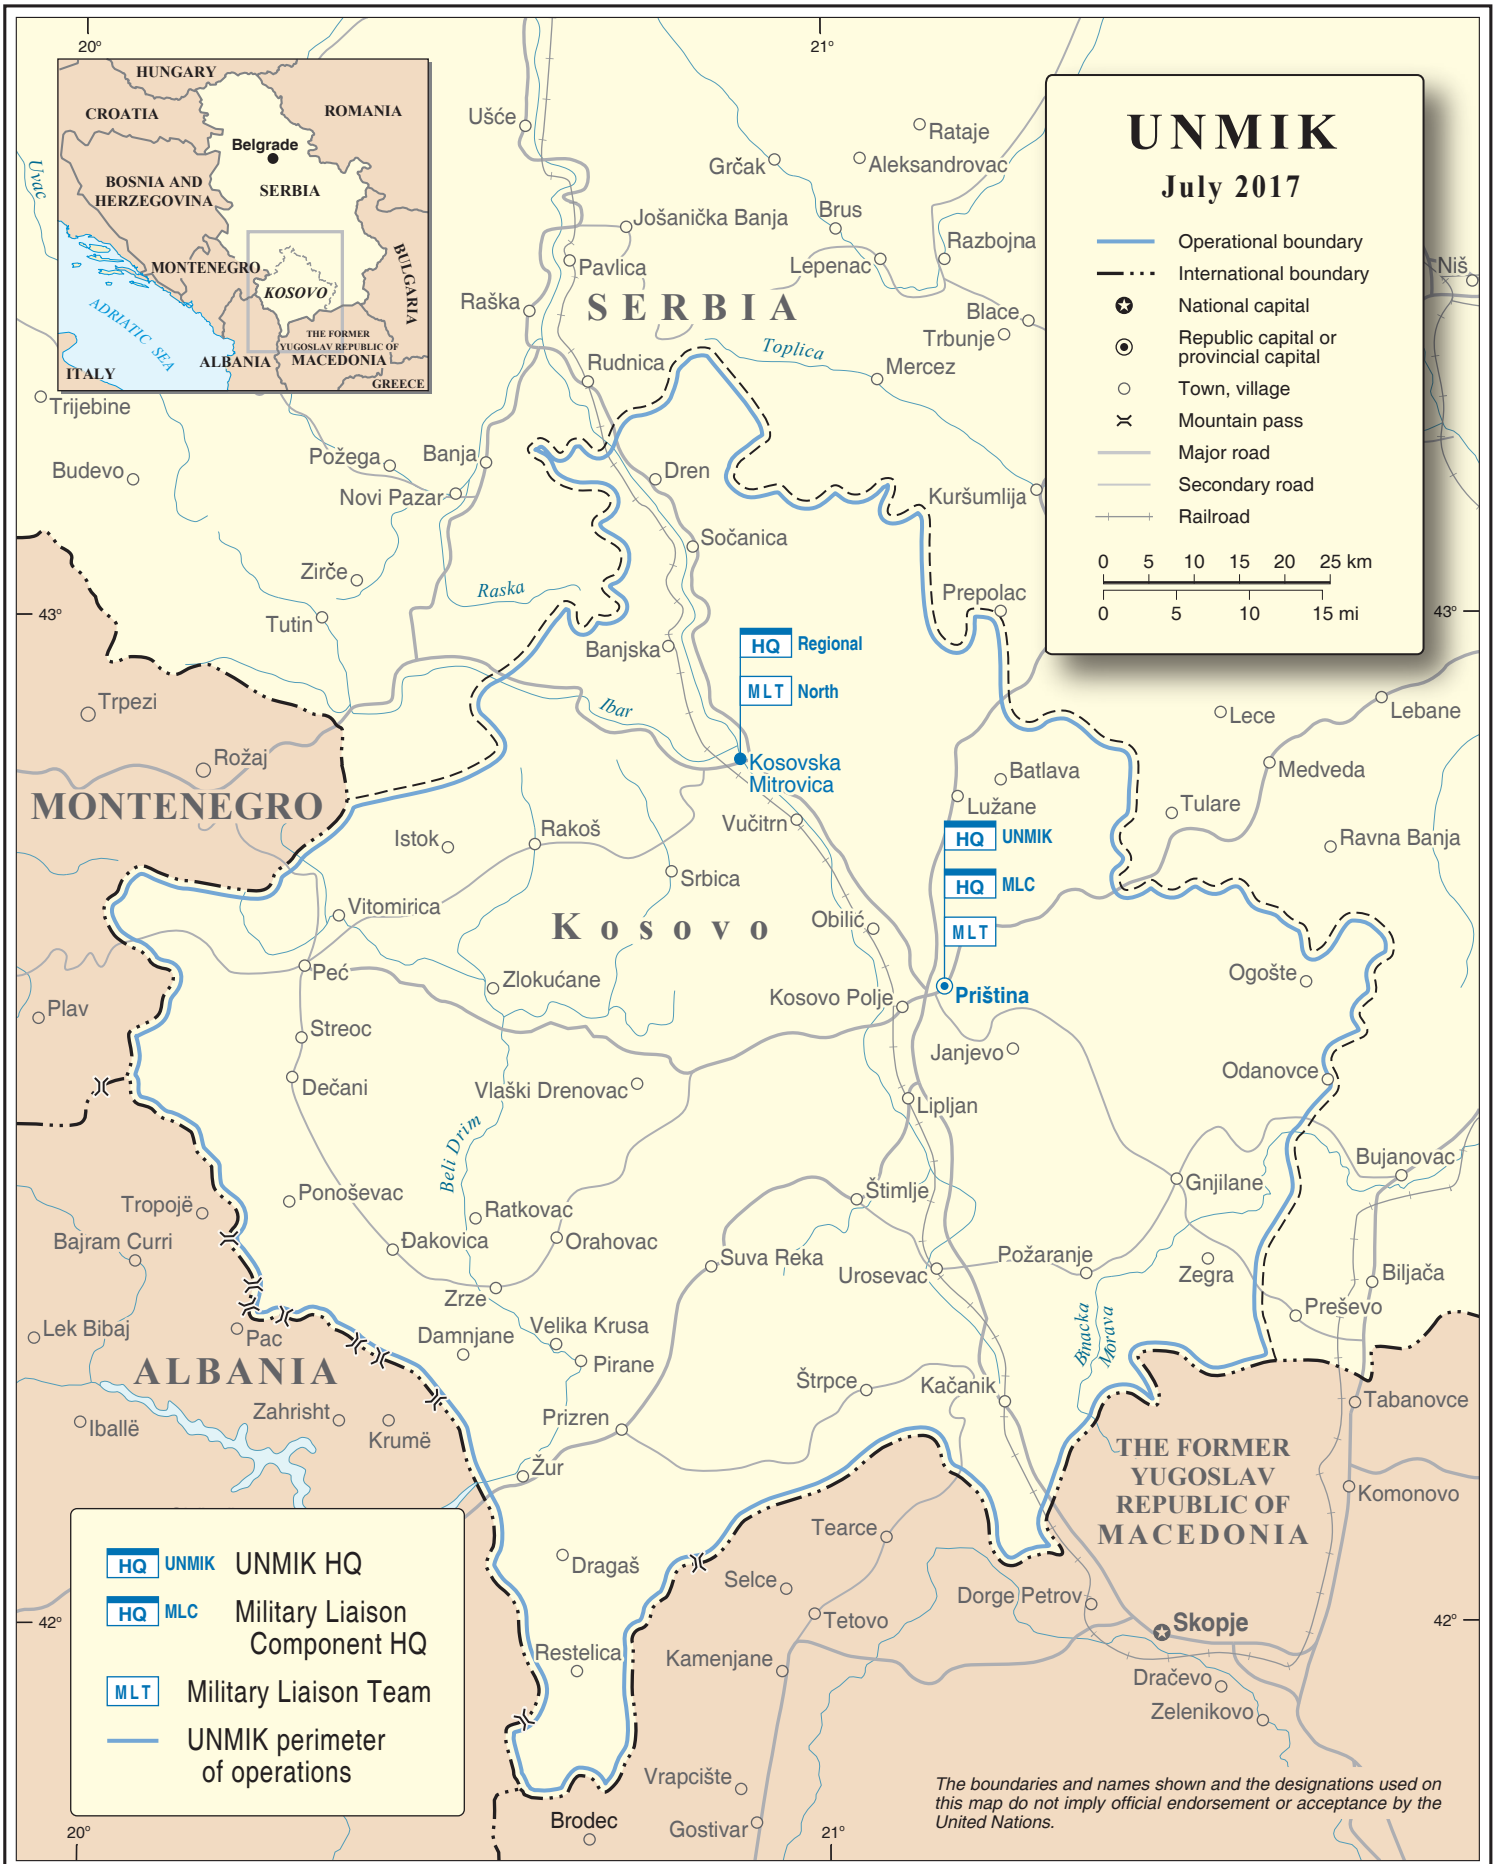 20°
21°
HUNGARY
CROATIA
ROMANIA
Belgrade
BOSNIA AND
HERZEGOVINA
SERBIA
MONTENEGRO
KOSOVO
BULGARIA
ADRIATIC SEA
THE FORMER
YUGOSLAV REPUBLIC OF
MACEDONIA
ALBANIA
ITALY
GREECE
UNMIK
July 2017
Operational boundary
International boundary
National capital
Republic capital or
provincial capital
Town, village
Mountain pass
Major road
Secondary road
Railroad
0 5 10 15 20 25 km
0 5 10 15 mi
Uvac
Ušće
Rataje
Grčak
Aleksandrovac
Jošanička Banja
Brus
Razbojna
Pavlica
Lepenac
Niš
Raška
SERBIA
Blace
Trbunje
Toplica
Rudnica
Mercez
Trijebine
Požega
Banja
Budevo
Dren
Novi Pazar
Kuršumlija
Sočanica
Zirče
Raska
Prepolac
43°
43°
Tutin
Banjska
HQ Regional
MLT North
Trpezi
Ibar
Lece
Lebane
Rožaj
Kosovska
Mitrovica
Batlava
Medveda
MONTENEGRO
Lužane
Tulare
Vučitrn
Istok
Rakoš
HQ UNMIK
Ravna Banja
Srbica
HQ MLC
Vitomirica
Kosovo
Obilić
MLT
Peć
Zlokućane
Ogošte
Kosovo Polje
Priština
Plav
Streoc
Janjevo
Dečani
Vlaški Drenovac
Odanovce
Lipljan
Beli Drim
Bujanovac
Ponoševac
Štimlje
Gnjilane
Tropojë
Ratkovac
Bajram Curri
Đakovica
Orahovac
Suva Reka
Požaranje
Urosevac
Zegra
Biljača
Zrze
Preševo
Lek Bibaj
Pac
Damnjane
Velika Krusa
Binacka
Morava
Pirane
ALBANIA
Štrpce
Kačanik
Tabanovce
Zahrisht
Iballë
Krumë
Prizren
THE FORMER
YUGOSLAV
REPUBLIC OF
MACEDONIA
Žur
Komonovo
Tearce
HQ UNMIK UNMIK HQ
HQ MLC Military Liaison
Component HQ
MLT Military Liaison Team
UNMIK perimeter
of operations
Dragaš
Selce
Dorge Petrov
42°
42°
Tetovo
Skopje
Restelica
Kamenjane
Dračevo
Zelenikovo
Vrapcište
Brodec
Gostivar
The boundaries and names shown and the designations used on
this map do not imply official endorsement or acceptance by the
United Nations.
20°
21°